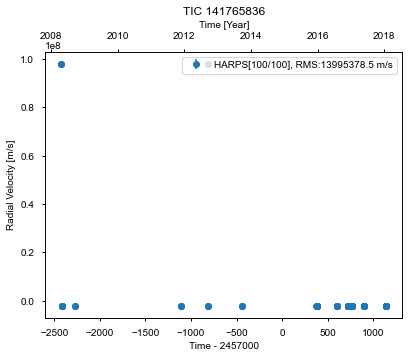 TIC 141765836
Time [Year]
2008 2010 2012 2014 2016 2018
1e8
HARPS[100/100], RMS:13995378.5 m/s
1.0
0.8
0.6
0.4
0.2
0.0
Radial Velocity [m/s]
−2500 −2000 −1500 −1000 −500 0 500 1000
Time - 2457000